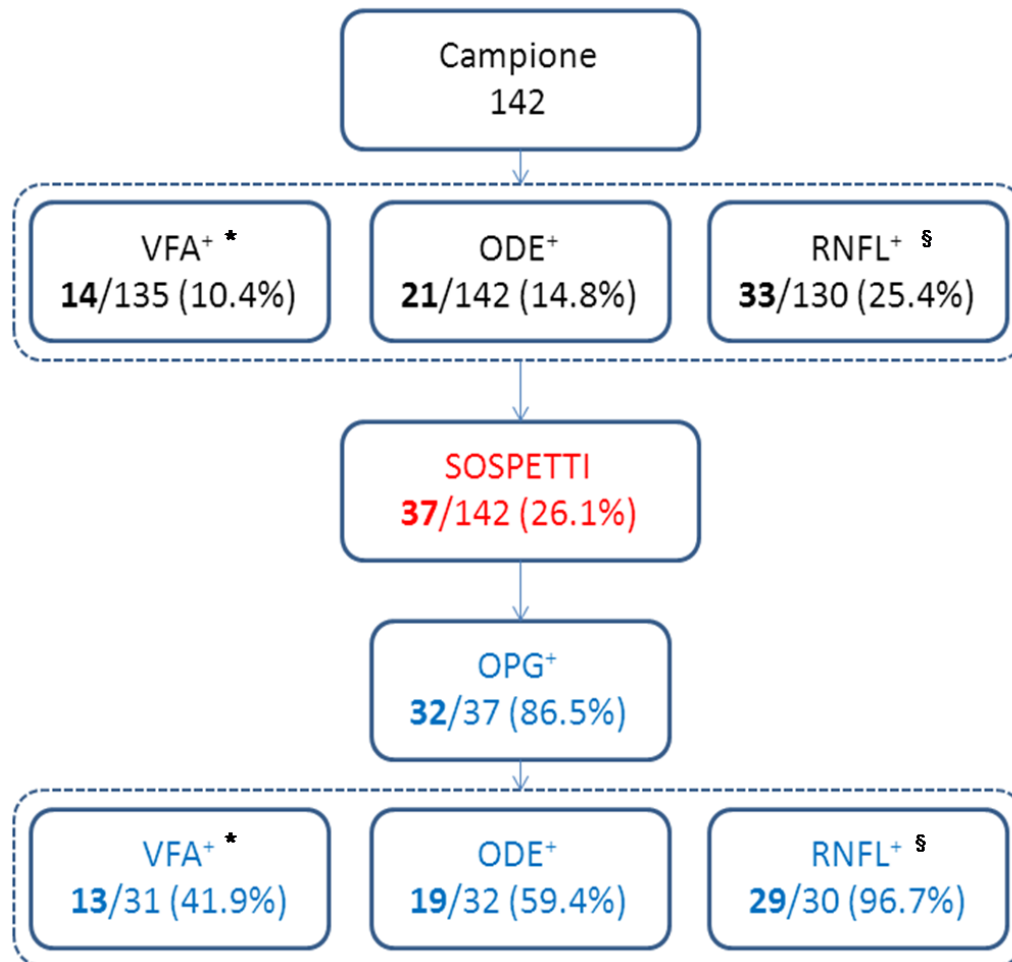 Campione
142
VFA⁺ *
14/135 (10.4%)
ODE⁺
21/142 (14.8%)
RNFL⁺ §
33/130 (25.4%)
SOSPETTI
37/142 (26.1%)
OPG⁺
32/37 (86.5%)
VFA⁺ *
13/31 (41.9%)
ODE⁺
19/32 (59.4%)
RNFL⁺ §
29/30 (96.7%)